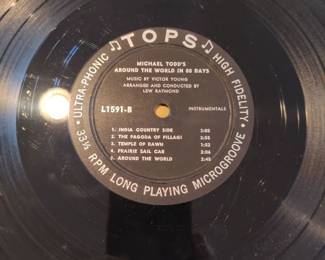 ♫TOPS♫
ULTRA-PHONIC
HIGH FIDELITY
MICHAEL TODD'S
AROUND THE WORLD IN 80 DAYS
MUSIC BY VICTOR YOUNG
ARRANGED AND CONDUCTED BY
LEW RAYMOND
L1591-B INSTRUMENTALS
1. INDIA COUNTRY SIDE
2. THE PAGODA OF PILLAGI
3. TEMPLE OF DAWN
4. PRAIRIE SAIL CAR
5. AROUND THE WORLD
33⅓ RPM LONG PLAYING MICROGROOVE